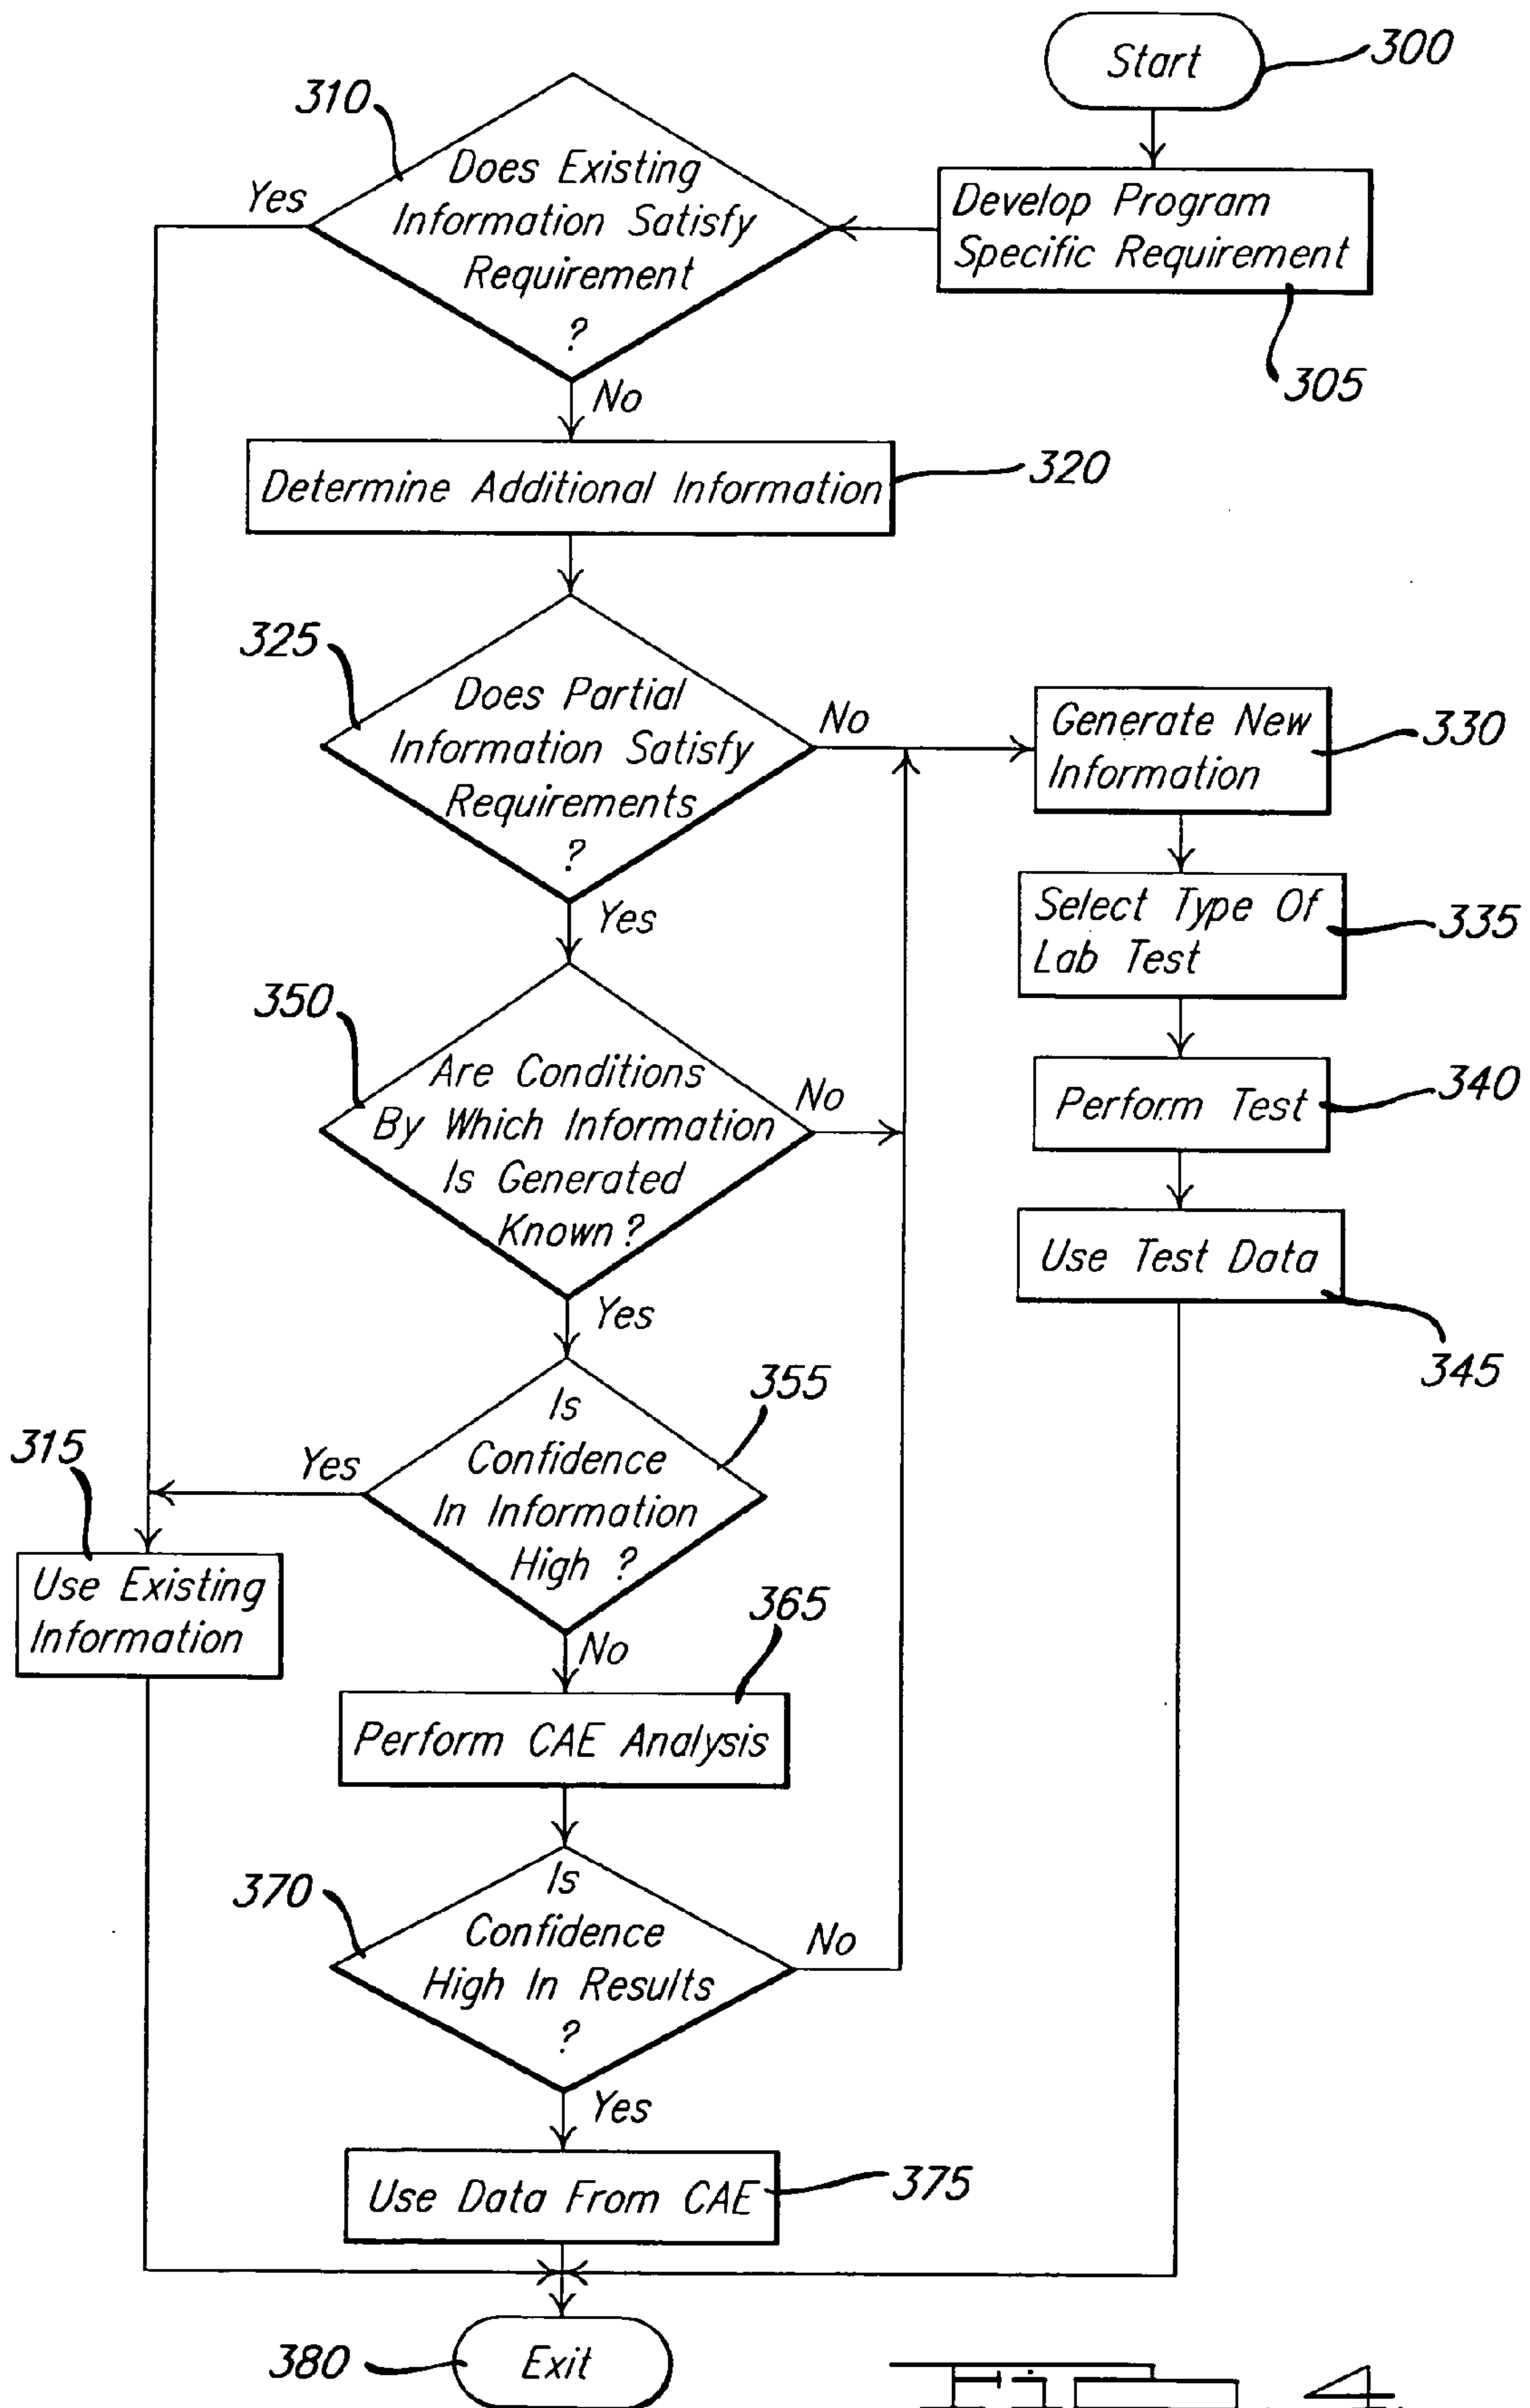 Start
300
Develop Program
Specific Requirement
305
310
Does Existing
Information Satisfy
Requirement
?
Yes
No
Determine Additional Information
320
325
Does Partial
Information Satisfy
Requirements
?
No
Yes
Generate New
Information
330
Select Type Of
Lab Test
335
Perform Test
340
Use Test Data
345
350
Are Conditions
By Which Information
Is Generated
Known?
No
Yes
355
Is
Confidence
In Information
High ?
Yes
No
315
Use Existing
Information
365
Perform CAE Analysis
370
Is
Confidence
High In Results
?
No
Yes
Use Data From CAE
375
380
Exit